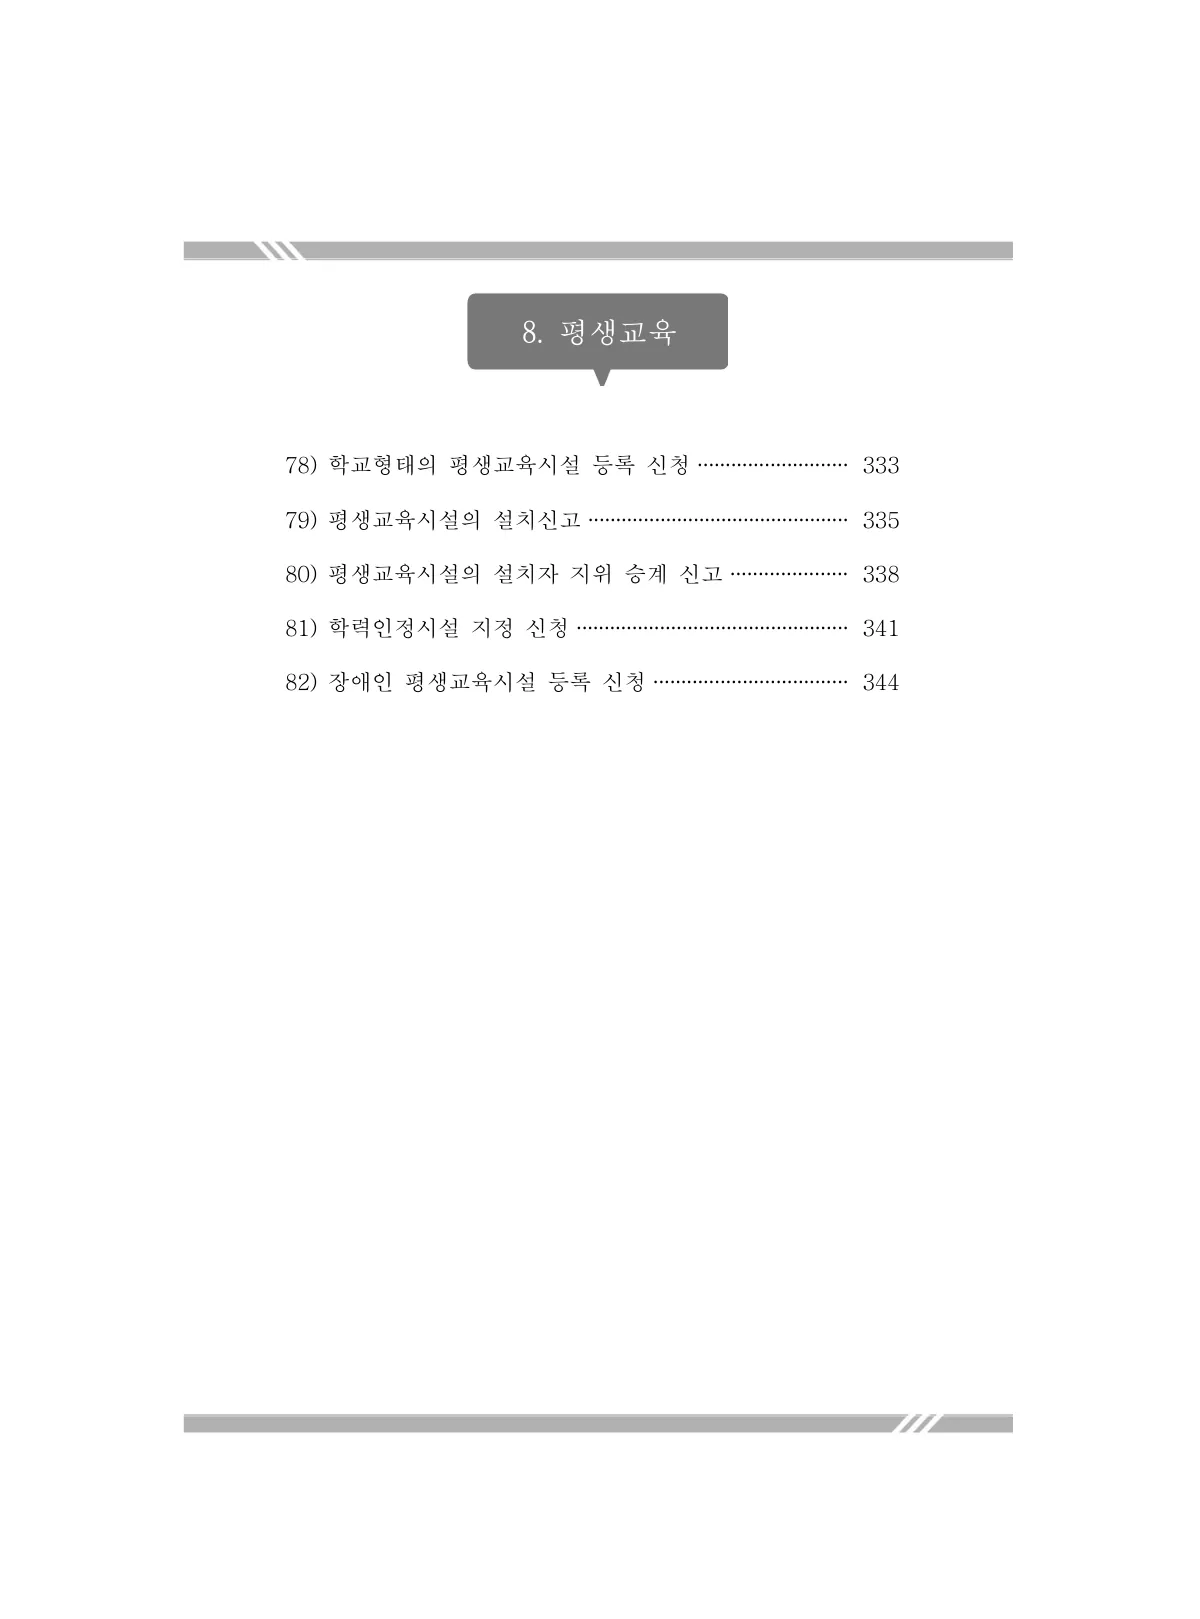 8. 평생교육
78) 학교형태의 평생교육시설 등록 신청 ··························· 333
79) 평생교육시설의 설치신고 ··············································· 335
80) 평생교육시설의 설치자 지위 승계 신고 ····················· 338
81) 학력인정시설 지정 신청 ················································· 341
82) 장애인 평생교육시설 등록 신청 ··································· 344